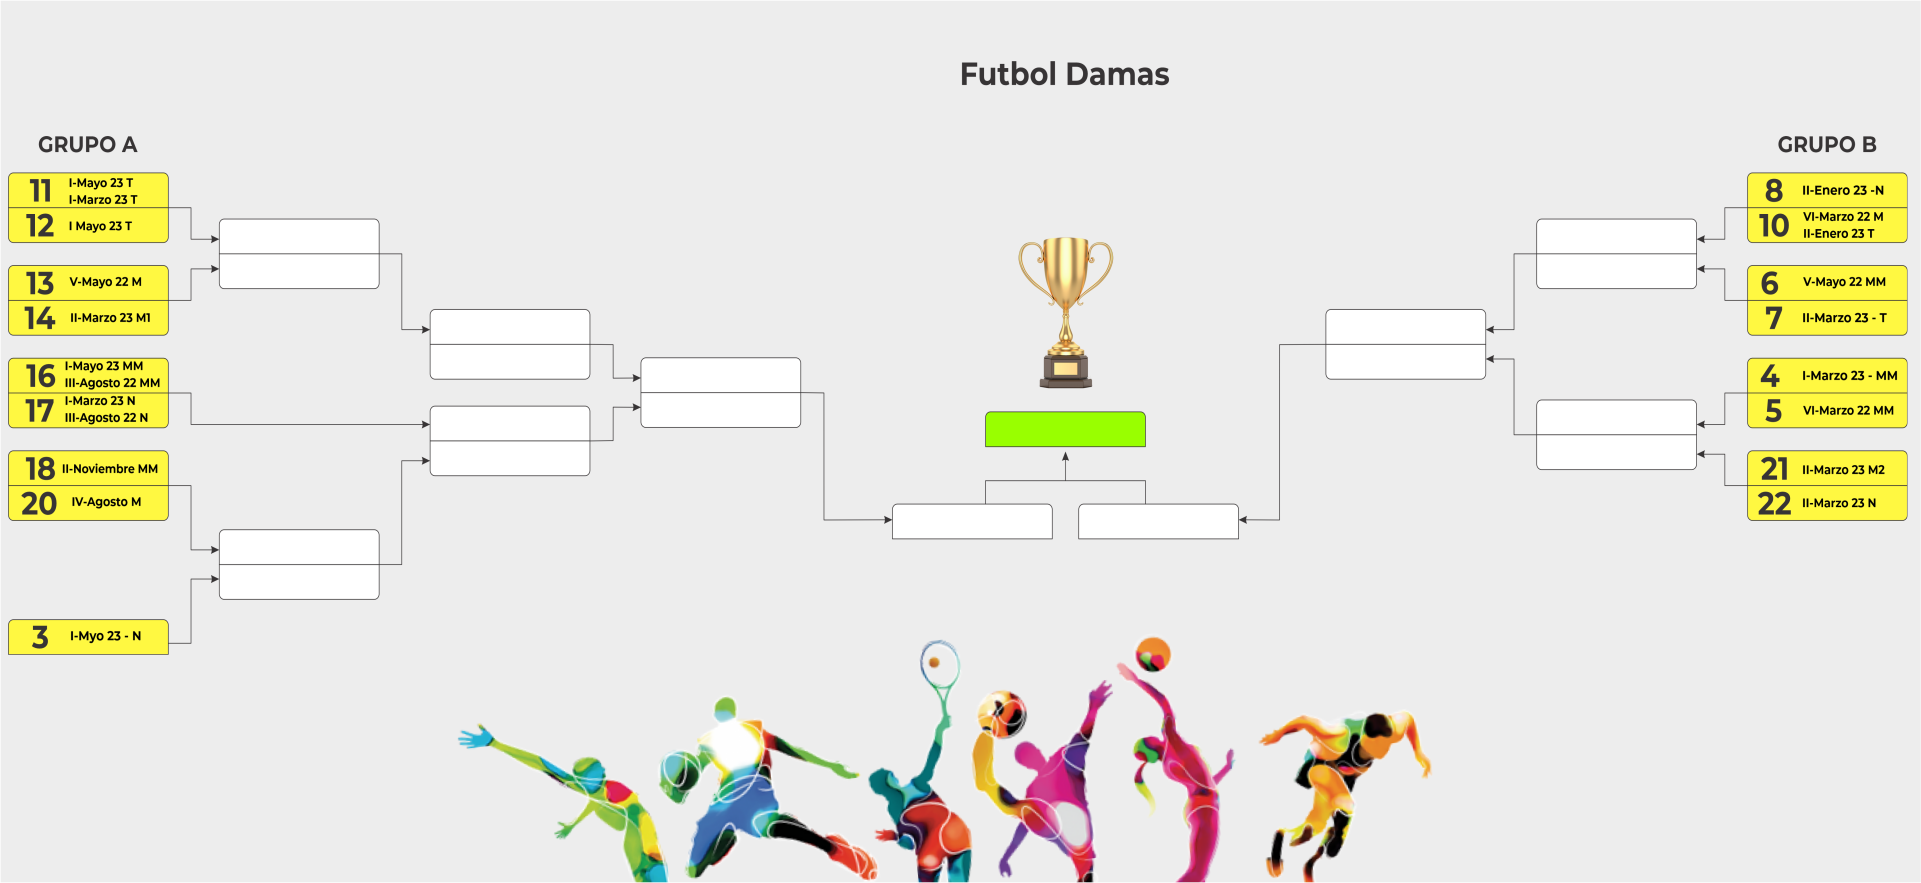 Futbol Damas
GRUPO A
11 I-Mayo 23 T
I-Marzo 23 T
12 I Mayo 23 T
13 V-Mayo 22 M
14 II-Marzo 23 M1
16 I-Mayo 23 MM
III-Agosto 22 MM
17 I-Marzo 23 N
III-Agosto 22 N
18 II-Noviembre MM
20 IV-Agosto M
3 I-Myo 23 - N
GRUPO B
8 II-Enero 23 -N
10 VI-Marzo 22 M
II-Enero 23 T
6 V-Mayo 22 MM
7 II-Marzo 23 - T
4 I-Marzo 23 - MM
5 VI-Marzo 22 MM
21 II-Marzo 23 M2
22 II-Marzo 23 N